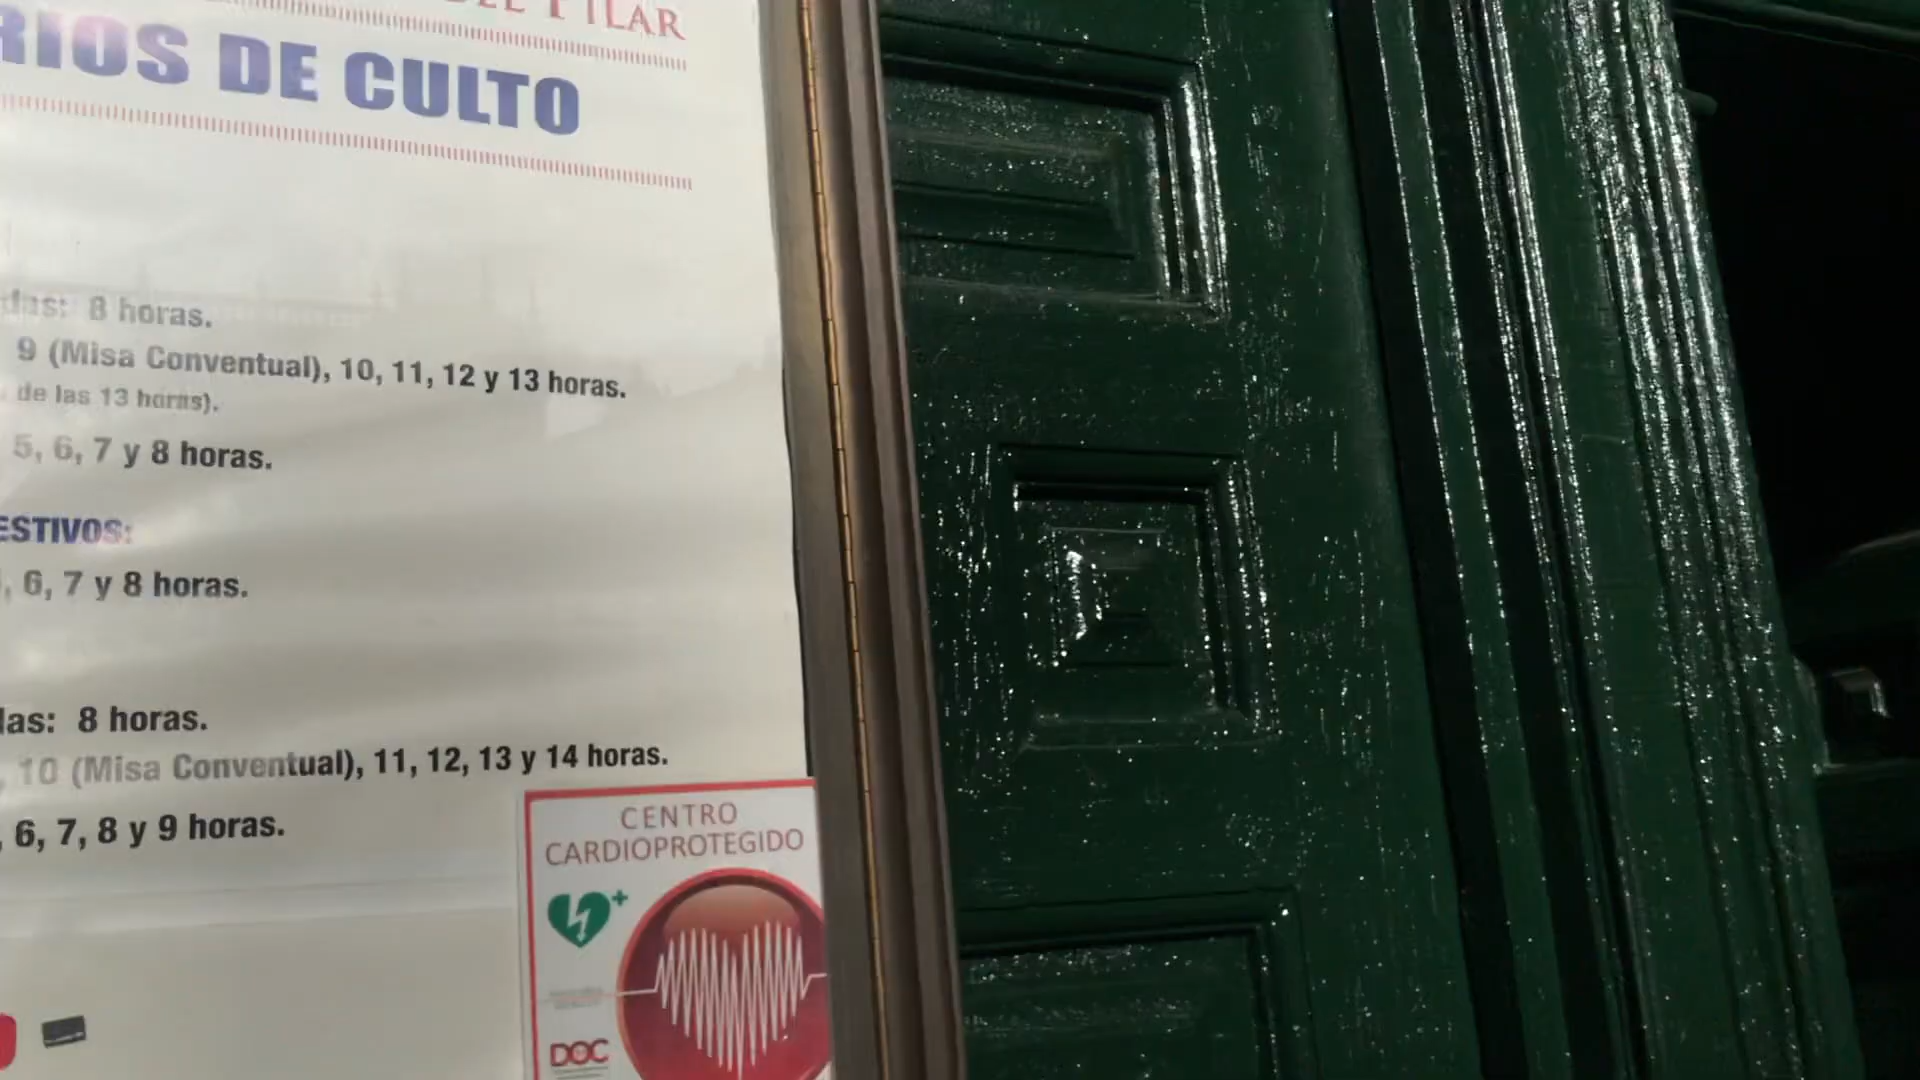 PILAR
DE CULTO
8 horas.
9 (Misa Conventual), 10, 11, 12 y 13 horas.
de las 13 horas).
5, 6, 7 y 8 horas.
ESTIVOS:
, 6, 7 y 8 horas.
las: 8 horas.
, 10 (Misa Conventual), 11, 12, 13 y 14 horas.
, 6, 7, 8 y 9 horas.
CENTRO
CARDIOPROTEGIDO
DOC